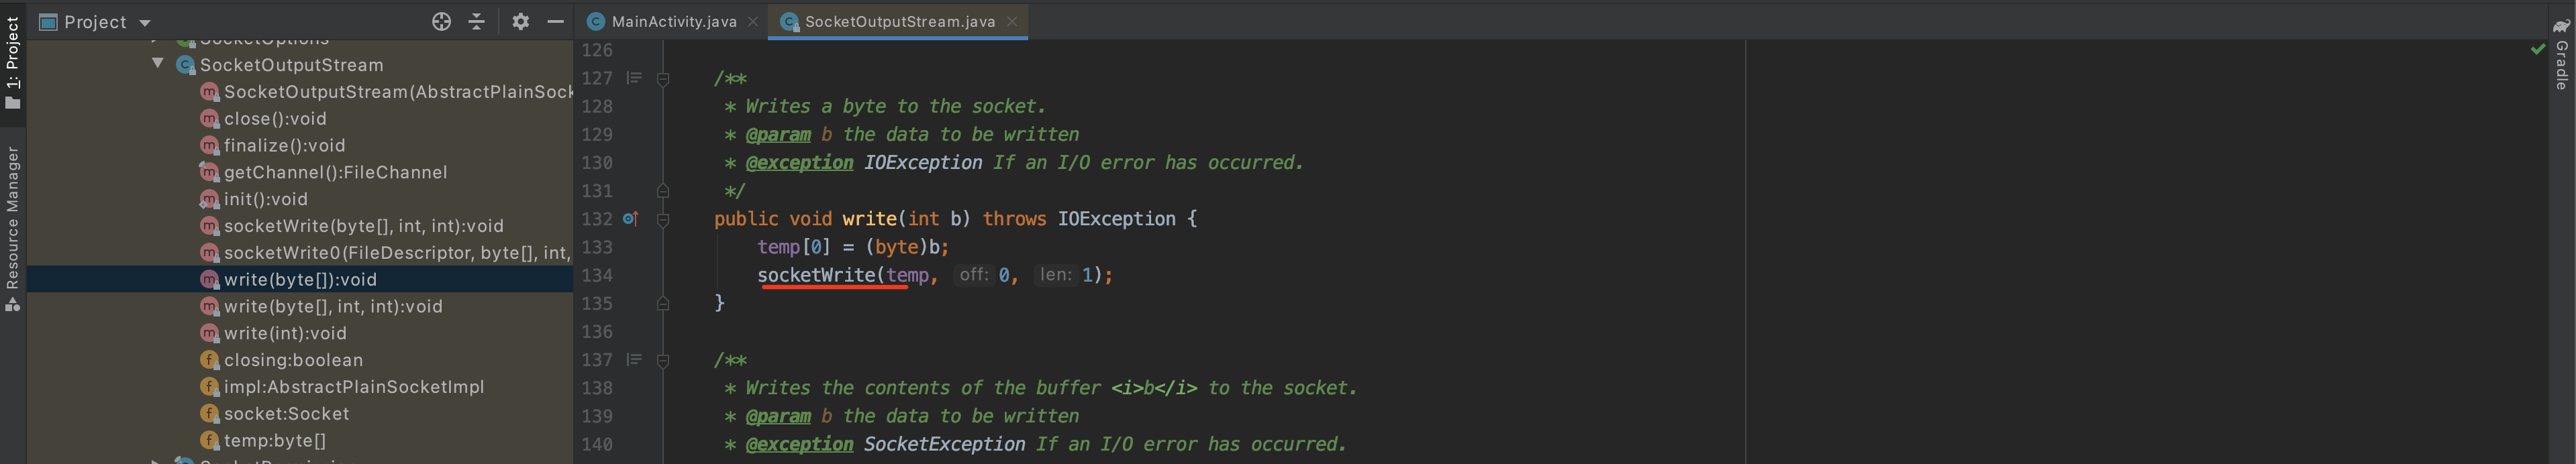 Project
MainActivity.java
SocketOutputStream.java
1: Project
Resource Manager
Gradle
SocketOptions
SocketOutputStream
SocketOutputStream(AbstractPlainSock
close():void
finalize():void
getChannel():FileChannel
init():void
socketWrite(byte[], int, int):void
socketWrite0(FileDescriptor, byte[], int,
write(byte[]):void
write(byte[], int, int):void
write(int):void
closing:boolean
impl:AbstractPlainSocketImpl
socket:Socket
temp:byte[]
126
127 /**
128 * Writes a byte to the socket.
129 * @param b the data to be written
130 * @exception IOException If an I/O error has occurred.
131 */
132 public void write(int b) throws IOException {
133 temp[0] = (byte)b;
134 socketWrite(temp, off: 0, len: 1);
135 }
136
137 /**
138 * Writes the contents of the buffer <i>b</i> to the socket.
139 * @param b the data to be written
140 * @exception SocketException If an I/O error has occurred.